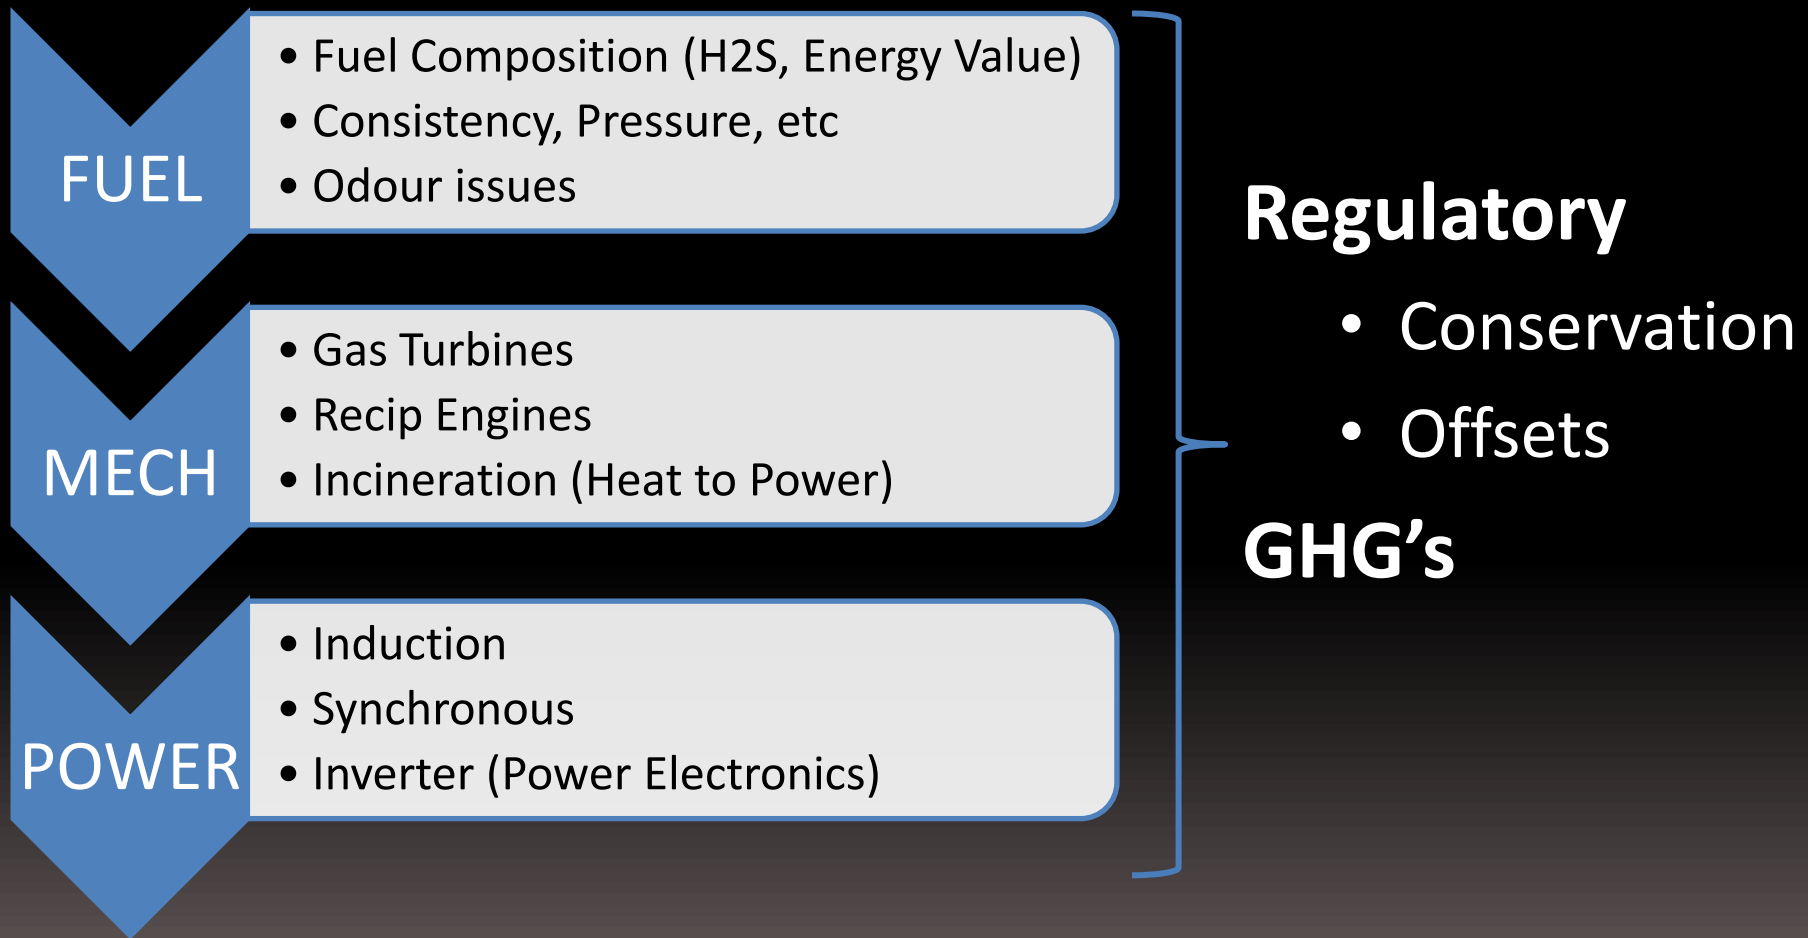 FUEL
• Fuel Composition (H2S, Energy Value)
• Consistency, Pressure, etc
• Odour issues
MECH
• Gas Turbines
• Recip Engines
• Incineration (Heat to Power)
POWER
• Induction
• Synchronous
• Inverter (Power Electronics)
Regulatory
• Conservation
• Offsets
GHG’s